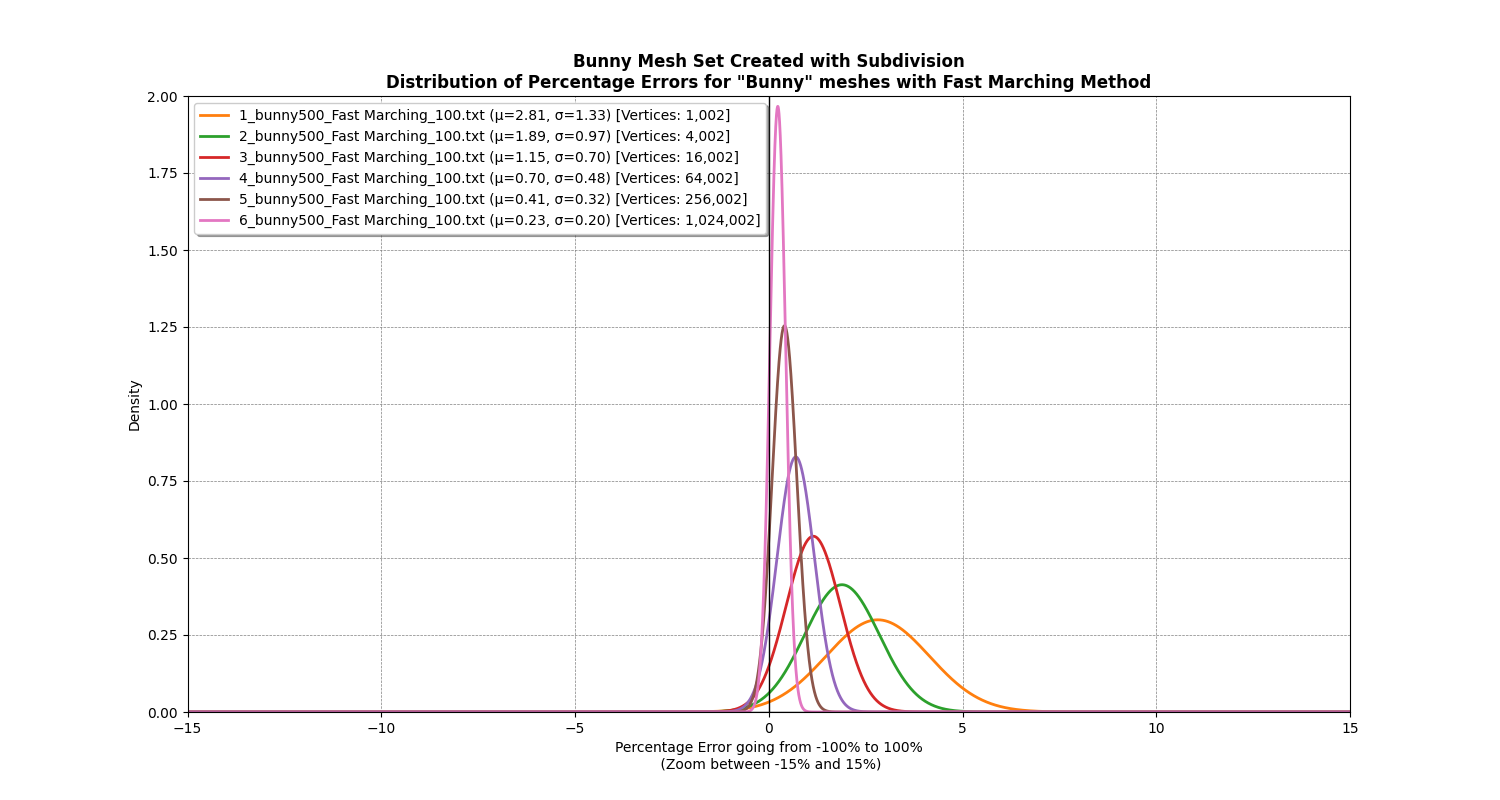 Bunny Mesh Set Created with Subdivision
Distribution of Percentage Errors for "Bunny" meshes with Fast Marching Method
1_bunny500_Fast Marching_100.txt (μ=2.81, σ=1.33) [Vertices: 1,002]
2_bunny500_Fast Marching_100.txt (μ=1.89, σ=0.97) [Vertices: 4,002]
3_bunny500_Fast Marching_100.txt (μ=1.15, σ=0.70) [Vertices: 16,002]
4_bunny500_Fast Marching_100.txt (μ=0.70, σ=0.48) [Vertices: 64,002]
5_bunny500_Fast Marching_100.txt (μ=0.41, σ=0.32) [Vertices: 256,002]
6_bunny500_Fast Marching_100.txt (μ=0.23, σ=0.20) [Vertices: 1,024,002]
2.00
1.75
1.50
1.25
1.00
0.75
0.50
0.25
0.00
Density
−15 −10 −5 0 5 10 15
Percentage Error going from -100% to 100%
(Zoom between -15% and 15%)